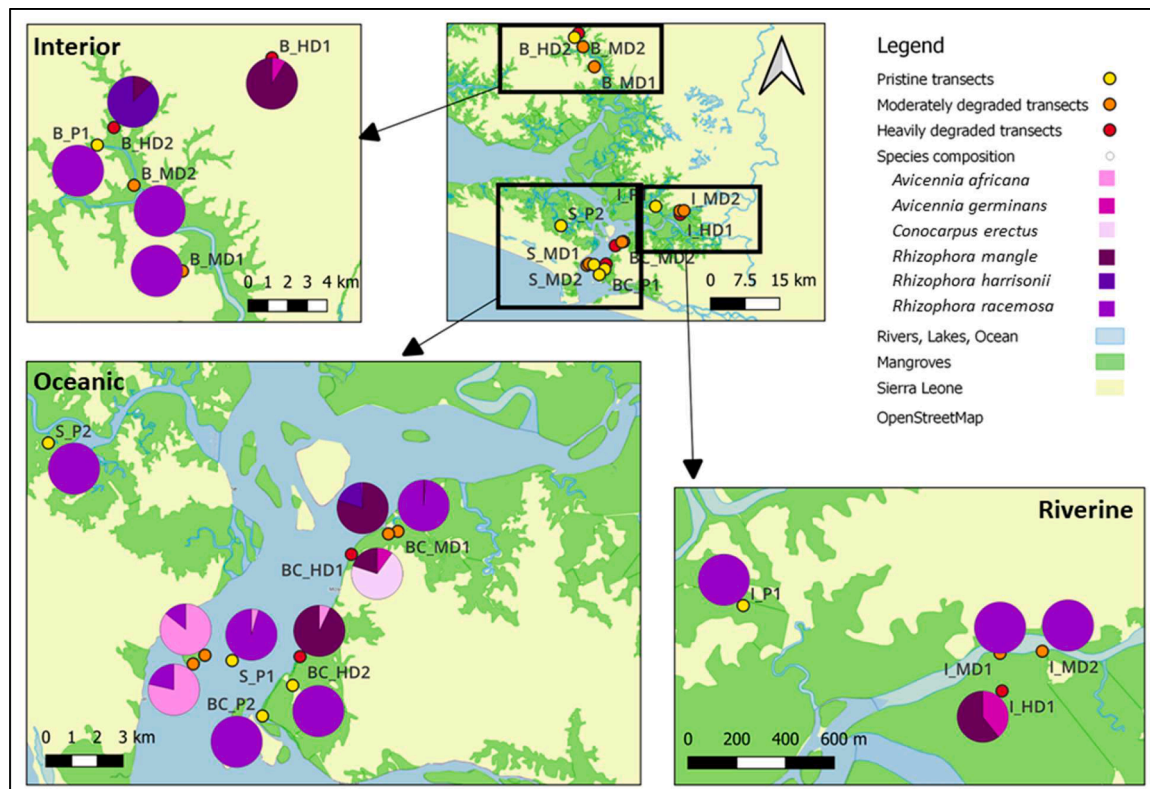 Interior
B_HD1
B_P1
B_HD2
B_MD2
B_MD1
0 1 2 3 4 km
B_HD2
B_MD2
B_MD1
I_P1
I_MD2
S_P2
I_HD1
S_MD1
BC_MD2
S_MD2
BC_P1
0 7.5 15 km
Legend
Pristine transects
Moderately degraded transects
Heavily degraded transects
Species composition
Avicennia africana
Avicennia germinans
Conocarpus erectus
Rhizophora mangle
Rhizophora harrisonii
Rhizophora racemosa
Rivers, Lakes, Ocean
Mangroves
Sierra Leone
OpenStreetMap
Oceanic
S_P2
BC_MD1
BC_HD1
S_P1
BC_HD2
BC_P2
0 1 2 3 km
Riverine
I_P1
I_MD1
I_MD2
I_HD1
0 200 400 600 m